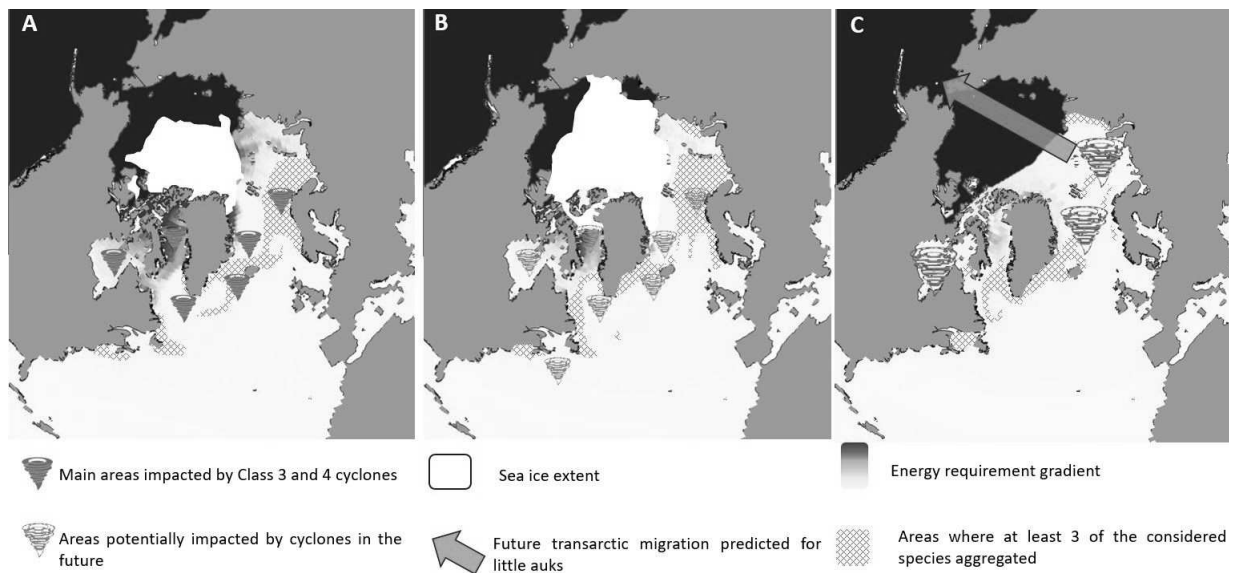 A
B
C
Main areas impacted by Class 3 and 4 cyclones
Sea ice extent
Energy requirement gradient
Areas potentially impacted by cyclones in the
future
Future transarctic migration predicted for
little auks
Areas where at least 3 of the considered
species aggregated